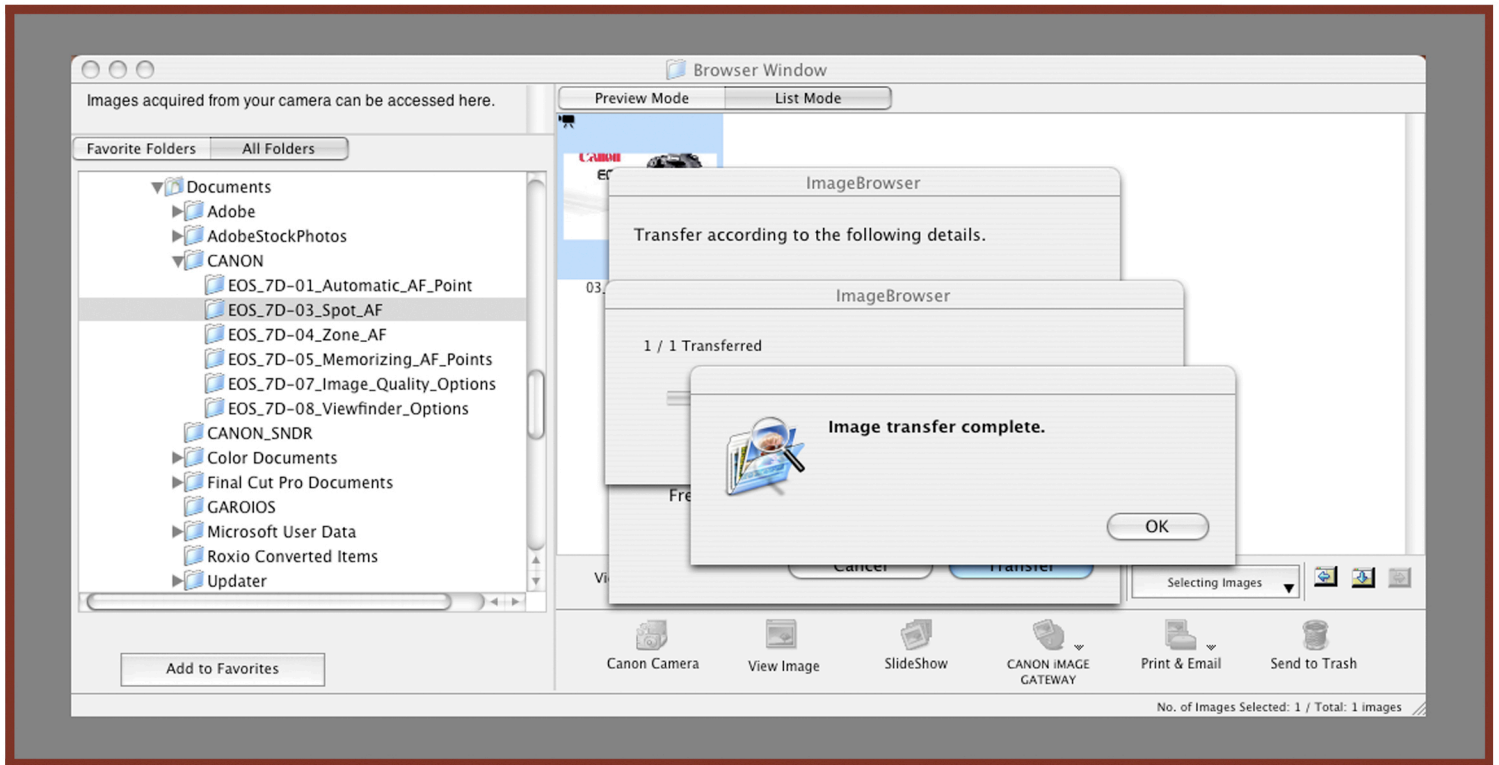 Browser Window
Images acquired from your camera can be accessed here.
Preview Mode
List Mode
Favorite Folders
All Folders
Documents
Adobe
AdobeStockPhotos
CANON
EOS_7D-01_Automatic_AF_Point
EOS_7D-03_Spot_AF
EOS_7D-04_Zone_AF
EOS_7D-05_Memorizing_AF_Points
EOS_7D-07_Image_Quality_Options
EOS_7D-08_Viewfinder_Options
CANON_SNDR
Color Documents
Final Cut Pro Documents
GAROIOS
Microsoft User Data
Roxio Converted Items
Updater
Add to Favorites
Canon
03
ImageBrowser
Transfer according to the following details.
ImageBrowser
1 / 1 Transferred
Image transfer complete.
OK
Cancel
Transfer
Selecting Images
Canon Camera
View Image
SlideShow
CANON iMAGE
GATEWAY
Print & Email
Send to Trash
No. of Images Selected: 1 / Total: 1 images